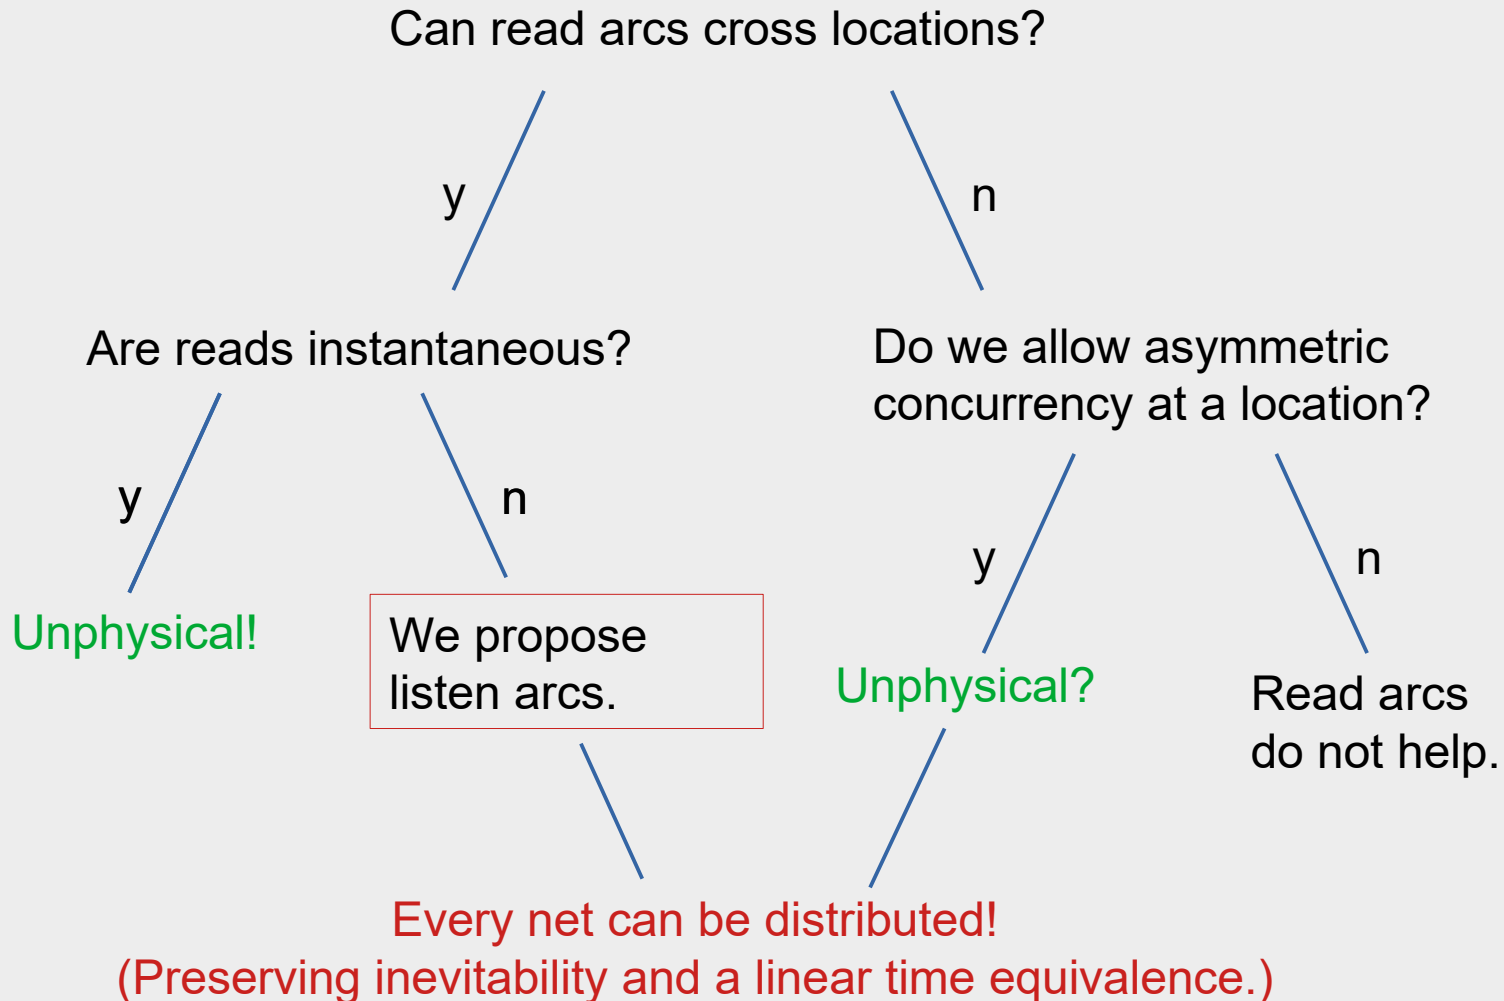 Can read arcs cross locations?
y
n
Are reads instantaneous?
Do we allow asymmetric
concurrency at a location?
y
n
y
n
Unphysical!
We propose
listen arcs.
Unphysical?
Read arcs
do not help.
Every net can be distributed!
(Preserving inevitability and a linear time equivalence.)